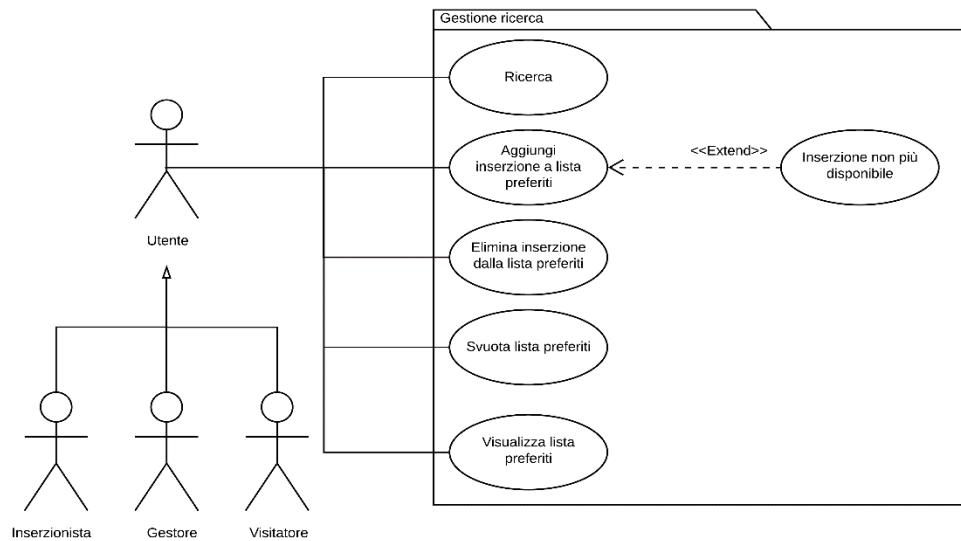 Gestione ricerca
Ricerca
Aggiungi
inserzione a lista
preferiti
<<Extend>>
Inserzione non più
disponibile
Utente
Elimina inserzione
dalla lista preferiti
Svuota lista preferiti
Visualizza lista
preferiti
Inserzionista
Gestore
Visitatore